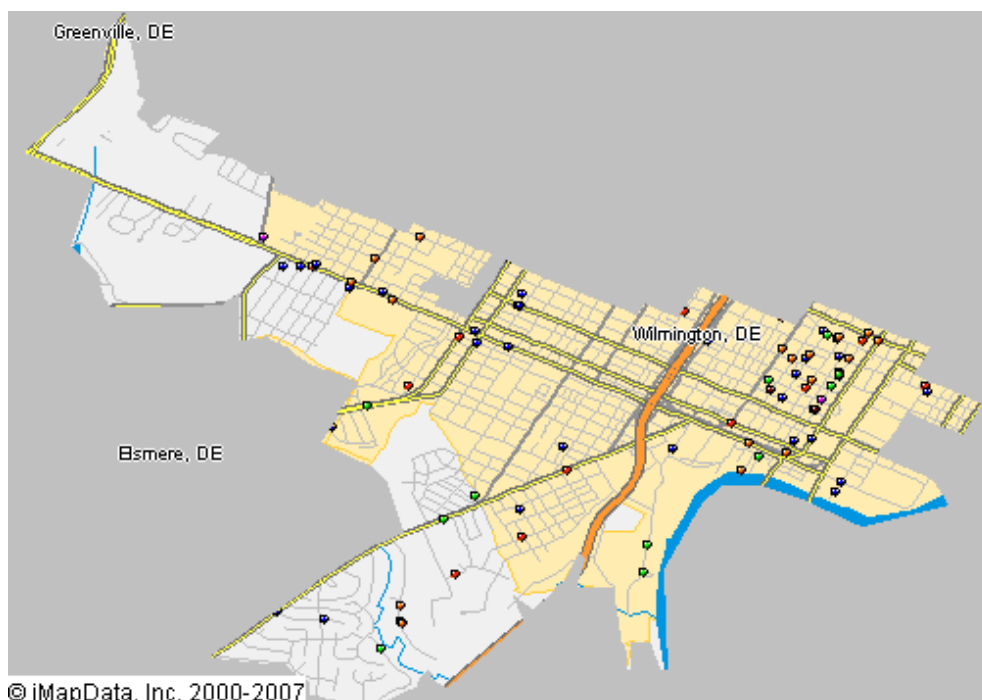 Greenville, DE
Wilmington, DE
Elsmere, DE
© iMapData, Inc. 2000-2007